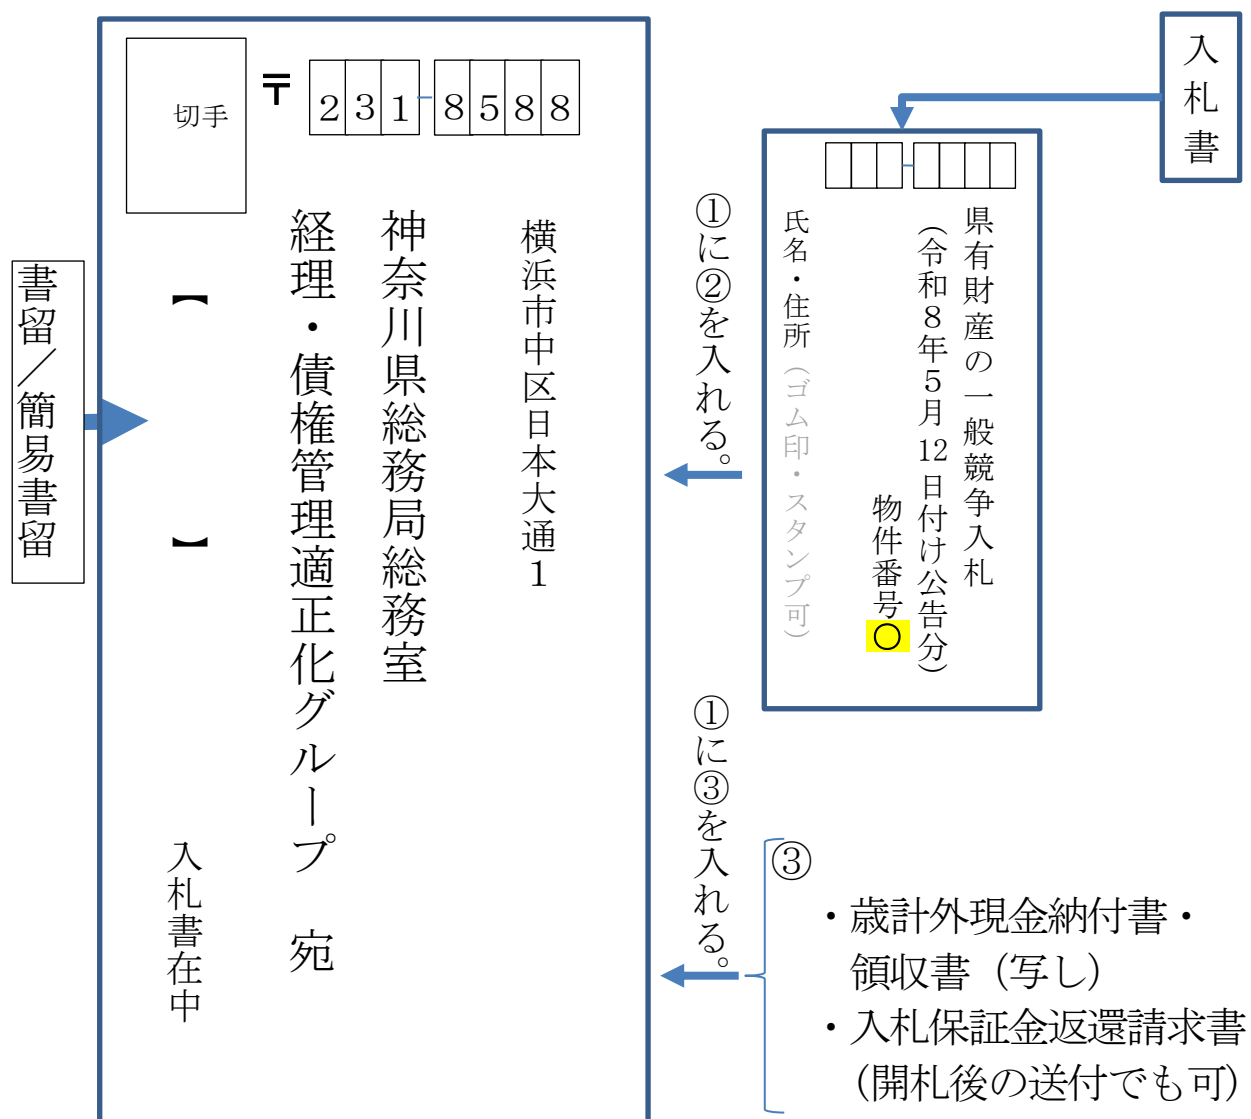 入札書
切手
〒231-8588
横浜市中区日本大通1
神奈川県総務局総務室
経理・債権管理適正化グループ　宛
【　　　】
入札書在中
書留／簡易書留
県有財産の一般競争入札
（令和８年５月12日付け公告分）
物件番号〇
氏名・住所（ゴム印・スタンプ可）
①に②を入れる。
①に③を入れる。
③
・歳計外現金納付書・
領収書（写し）
・入札保証金返還請求書
（開札後の送付でも可）